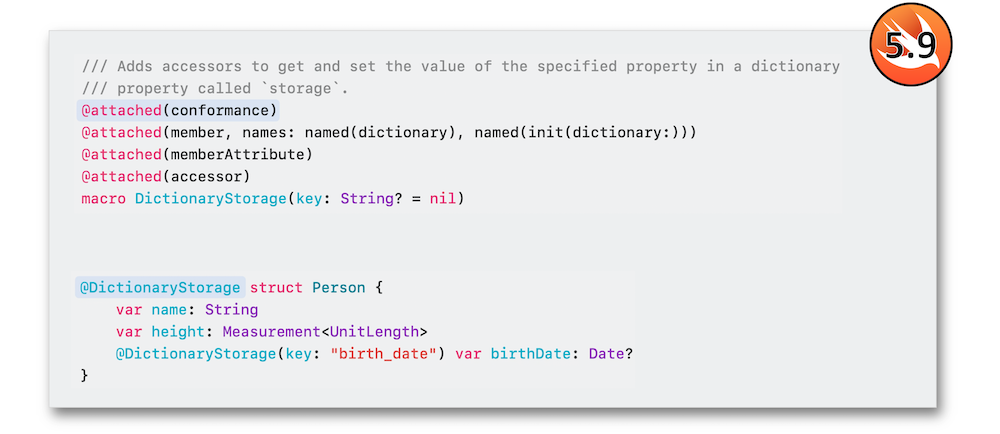 5.9
/// Adds accessors to get and set the value of the specified property in a dictionary
/// property called `storage`.
@attached(conformance)
@attached(member, names: named(dictionary), named(init(dictionary:)))
@attached(memberAttribute)
@attached(accessor)
macro DictionaryStorage(key: String? = nil)
@DictionaryStorage struct Person {
    var name: String
    var height: Measurement<UnitLength>
    @DictionaryStorage(key: "birth_date") var birthDate: Date?
}